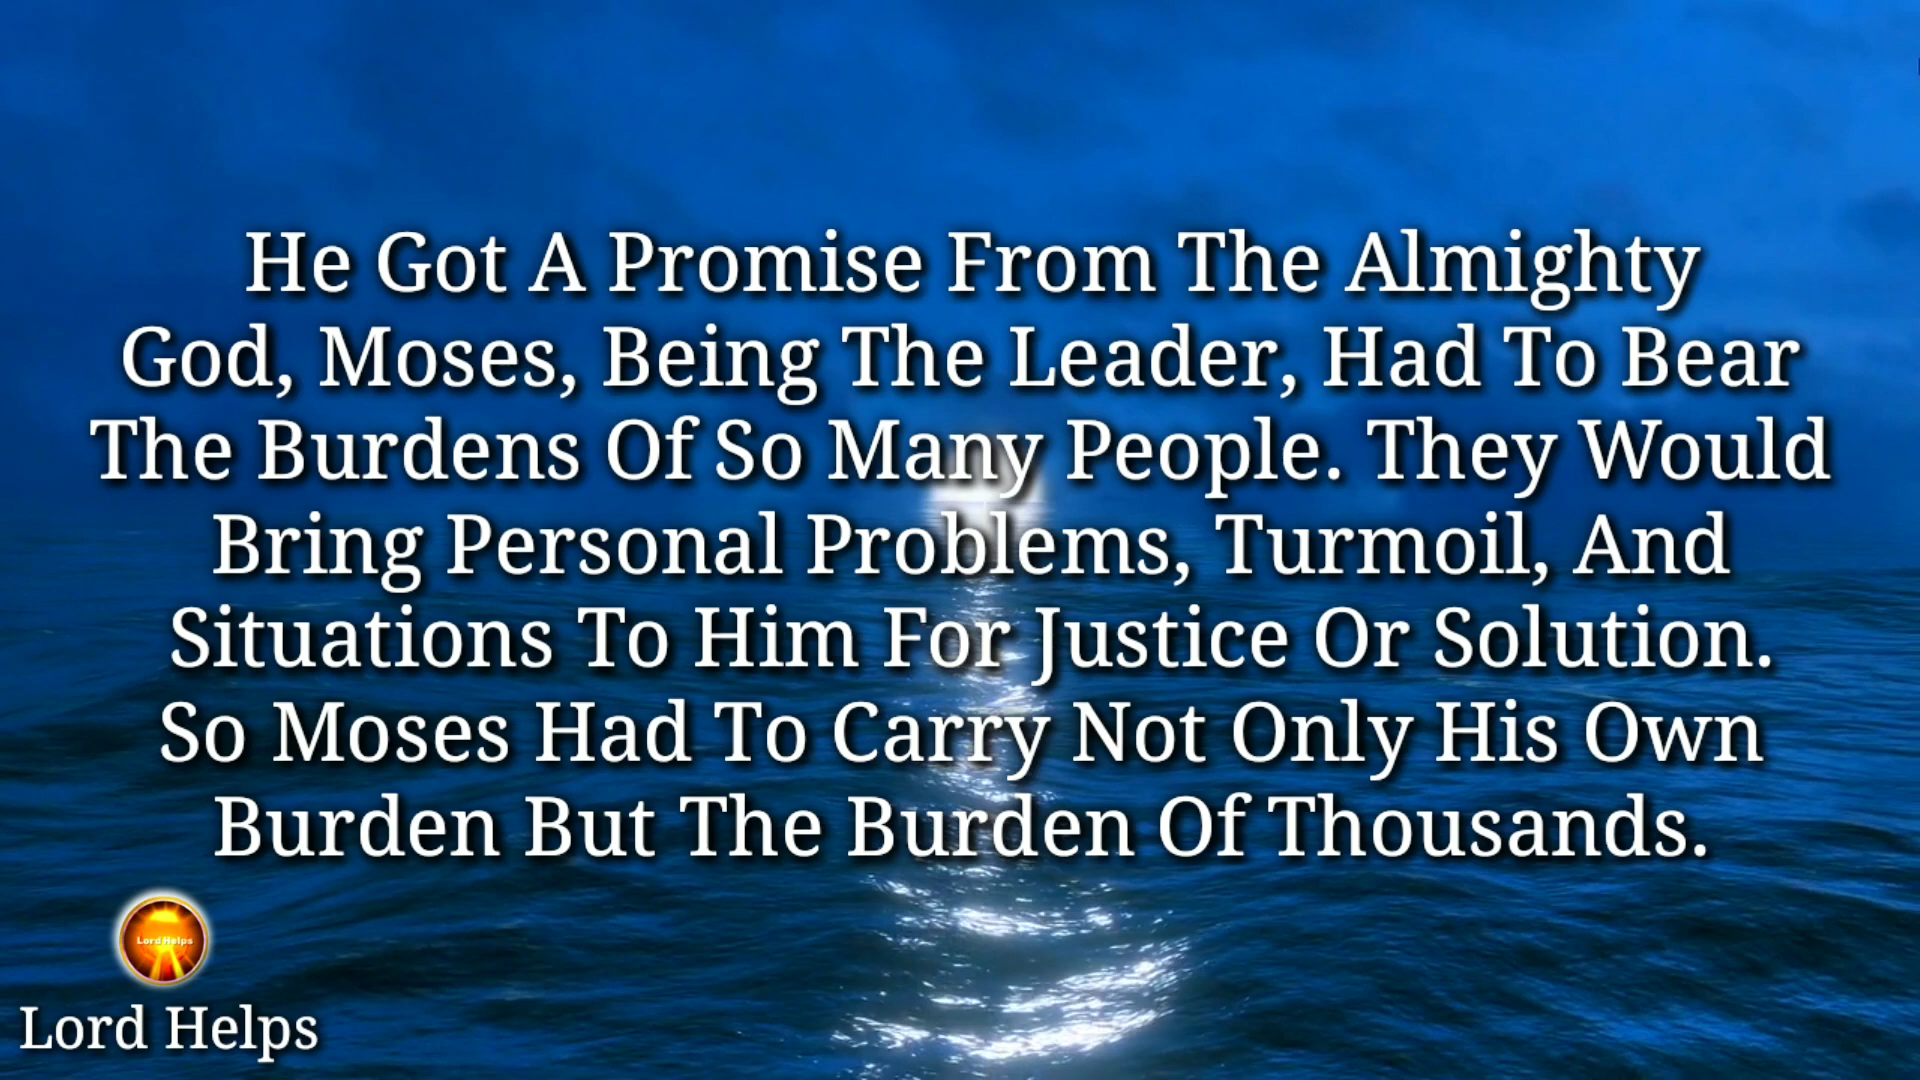 He Got A Promise From The Almighty
God, Moses, Being The Leader, Had To Bear
The Burdens Of So Many People. They Would
Bring Personal Problems, Turmoil, And
Situations To Him For Justice Or Solution.
So Moses Had To Carry Not Only His Own
Burden But The Burden Of Thousands.
Lord Helps
Lord Helps